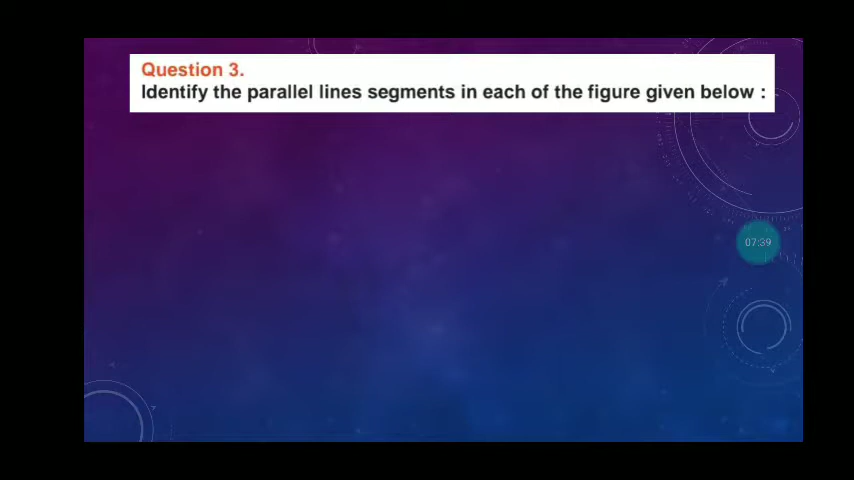 Question 3.
Identify the parallel lines segments in each of the figure given below :
07:39